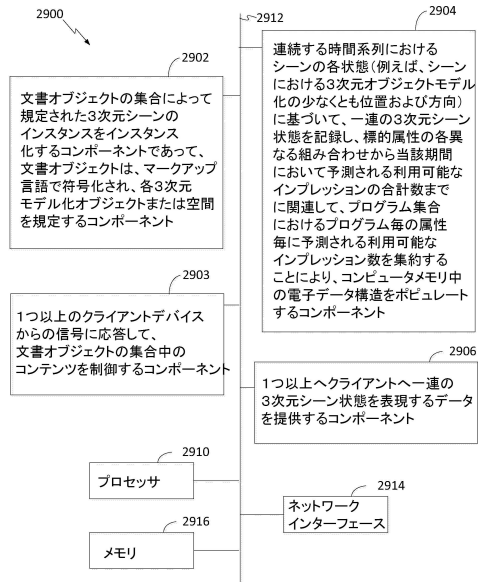 2900
2912
2904
連続する時間系列における
シーンの各状態（例えば、シーン
における3次元オブジェクトモデル
化の少なくとも位置および方向）
に基づいて、一連の3次元シーン
状態を記録し、標的属性の各異
なる組み合わせから当該期間
において予測される利用可能な
インプレッションの合計数まで
に関連して、プログラム集合
におけるプログラム毎の属性
毎に予測される利用可能な
インプレッション数を集約する
ことにより、コンピュータメモリ中
の電子データ構造をポピュレート
するコンポーネント
2902
文書オブジェクトの集合によって
規定された3次元シーンの
インスタンスをインスタンス
化するコンポーネントであって、
文書オブジェクトは、マークアップ
言語で符号化され、各3次元
モデル化オブジェクトまたは空間
を規定するコンポーネント
2903
1つ以上のクライアントデバイス
からの信号に応答して、
文書オブジェクトの集合中の
コンテンツを制御するコンポーネント
2906
1つ以上へクライアントへ一連の
3次元シーン状態を表現するデータ
を提供するコンポーネント
2910
プロセッサ
2914
ネットワーク
インターフェース
2916
メモリ